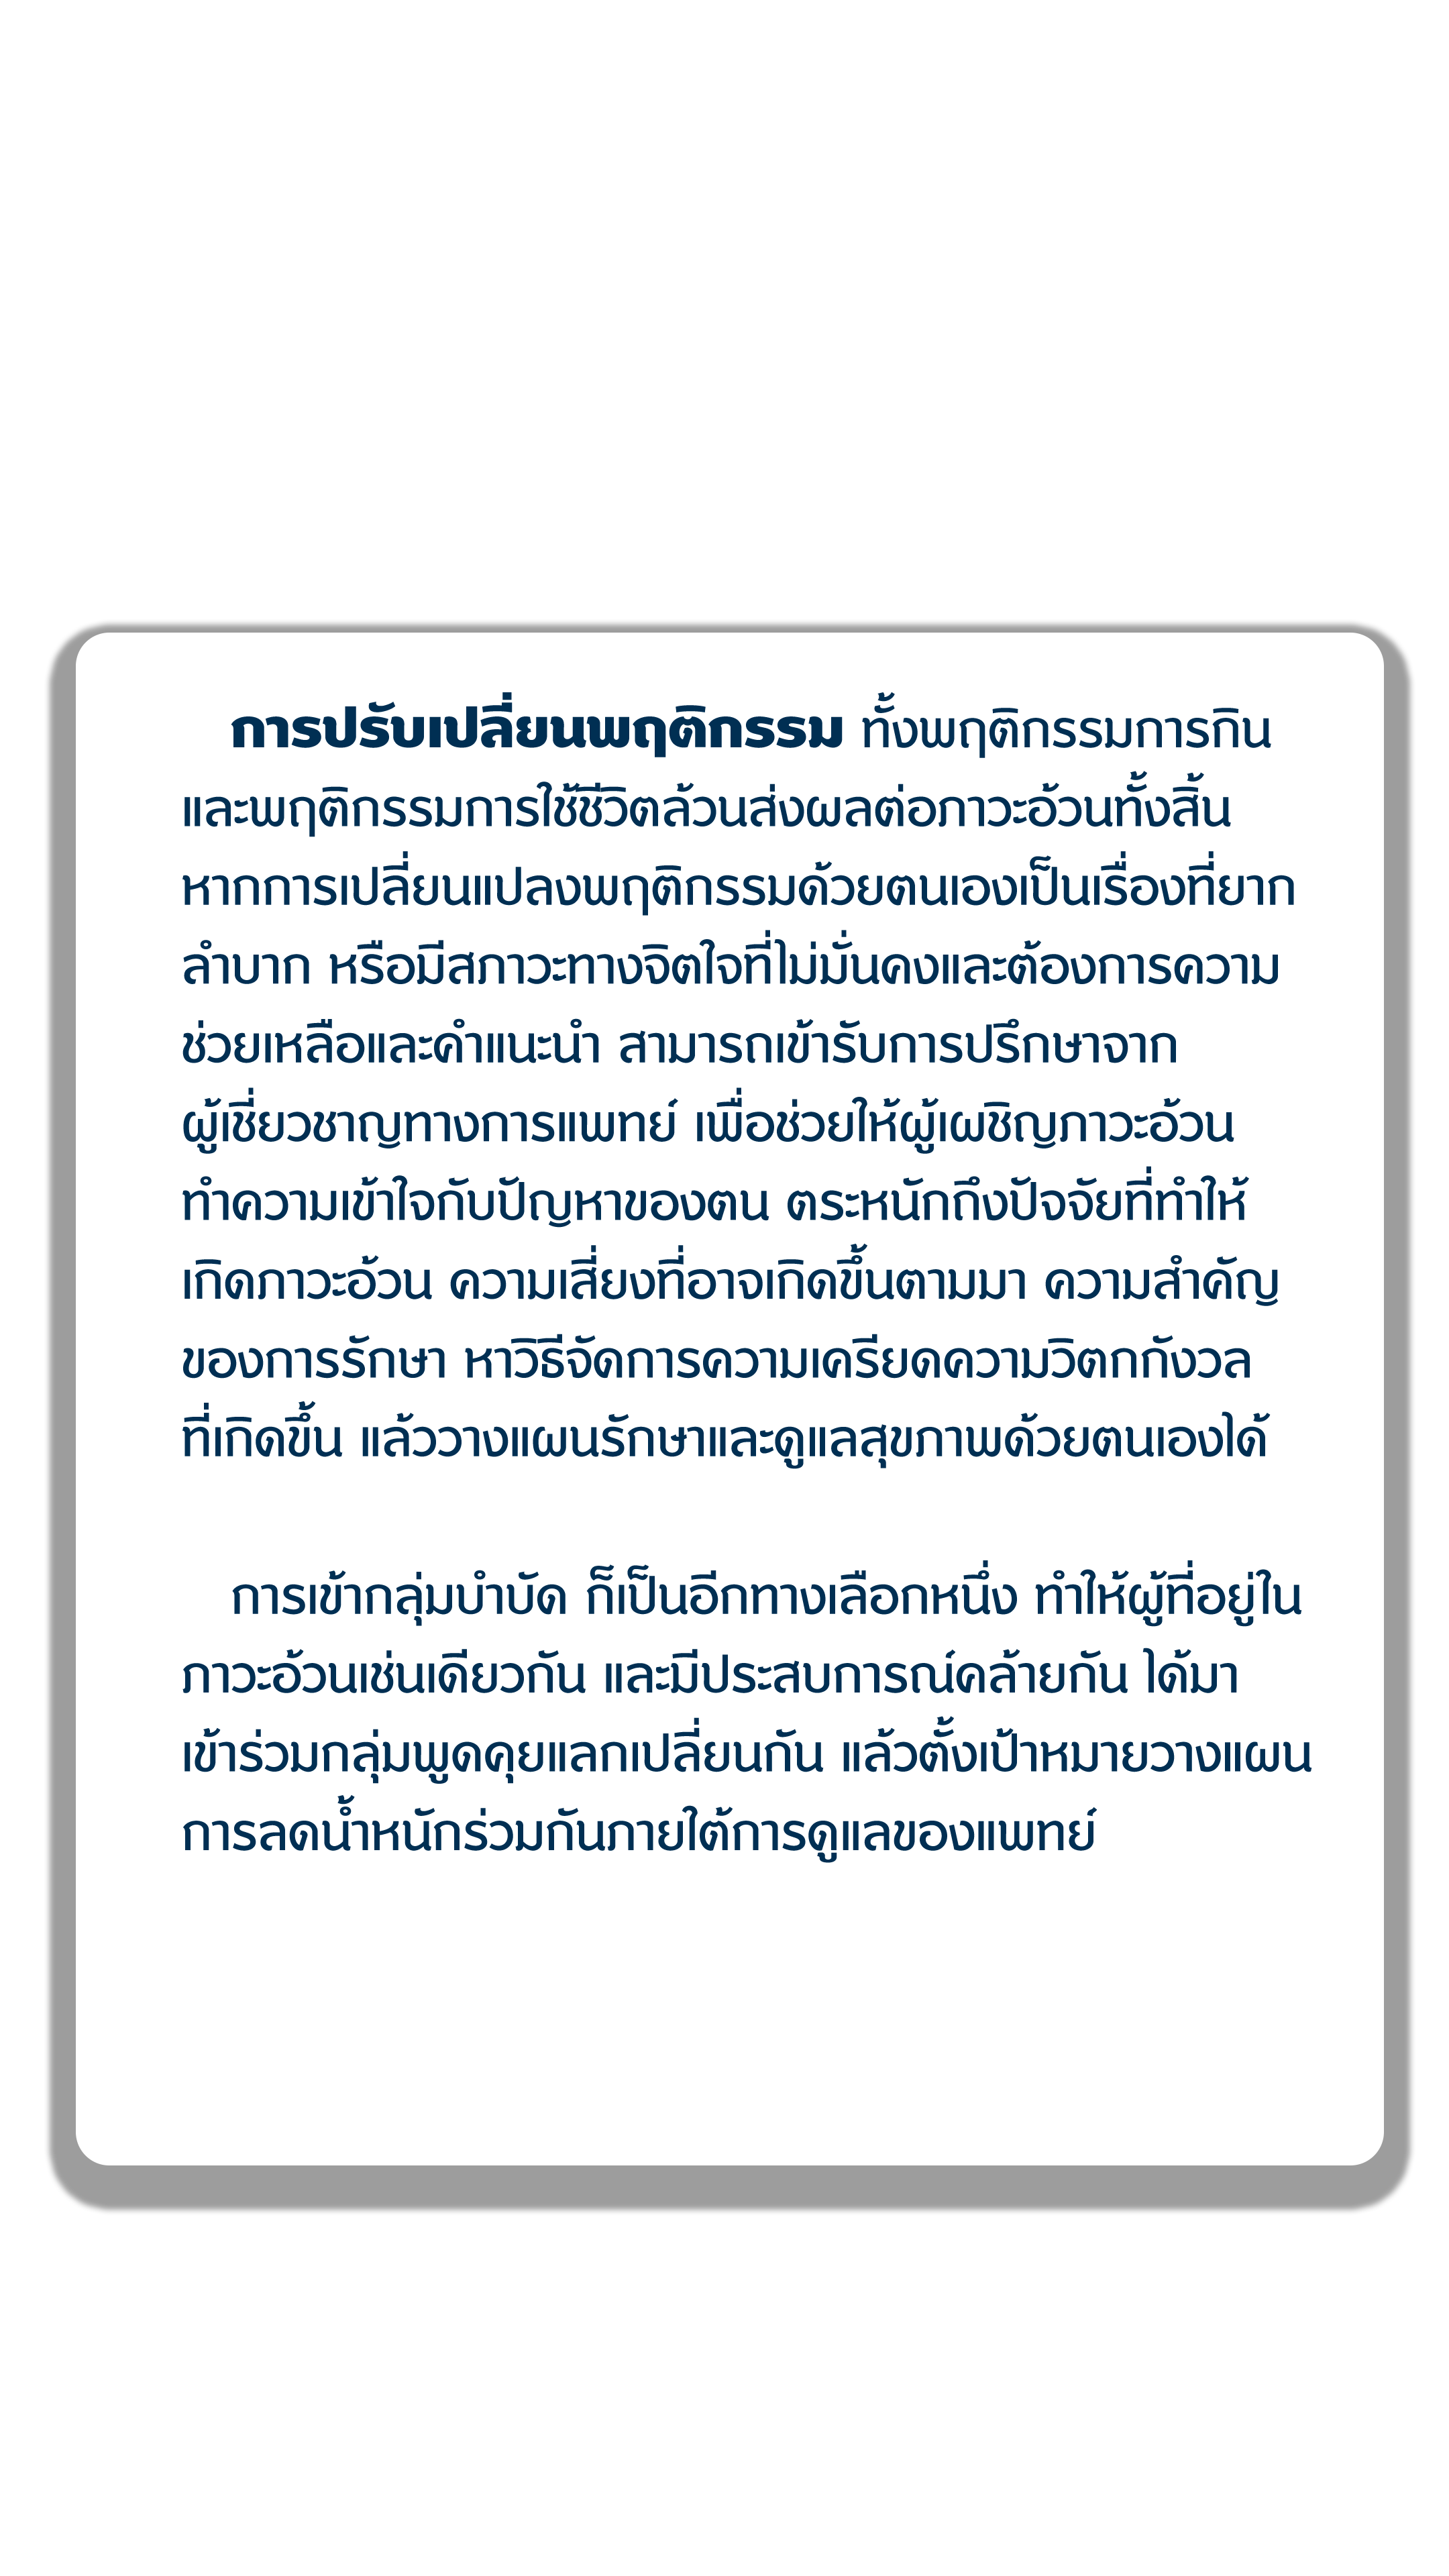 การปรับเปลี่ยนพฤติกรรม ทั้งพฤติกรรมการกิน
และพฤติกรรมการใช้ชีวิตล้วนส่งผลต่อภาวะอ้วนทั้งสิ้น
หากการเปลี่ยนแปลงพฤติกรรมด้วยตนเองเป็นเรื่องที่ยาก
ลำบาก หรือมีสภาวะทางจิตใจที่ไม่มั่นคงและต้องการความ
ช่วยเหลือและคำแนะนำ สามารถเข้ารับการปรึกษาจาก
ผู้เชี่ยวชาญทางการแพทย์ เพื่อช่วยให้ผู้เผชิญภาวะอ้วน
ทำความเข้าใจกับปัญหาของตน ตระหนักถึงปัจจัยที่ทำให้
เกิดภาวะอ้วน ความเสี่ยงที่อาจเกิดขึ้นตามมา ความสำคัญ
ของการรักษา หาวิธีจัดการความเครียดความวิตกกังวล
ที่เกิดขึ้น แล้ววางแผนรักษาและดูแลสุขภาพด้วยตนเองได้
การเข้ากลุ่มบำบัด ก็เป็นอีกทางเลือกหนึ่ง ทำให้ผู้ที่อยู่ใน
ภาวะอ้วนเช่นเดียวกัน และมีประสบการณ์คล้ายกัน ได้มา
เข้าร่วมกลุ่มพูดคุยแลกเปลี่ยนกัน แล้วตั้งเป้าหมายวางแผน
การลดน้ำหนักร่วมกันภายใต้การดูแลของแพทย์